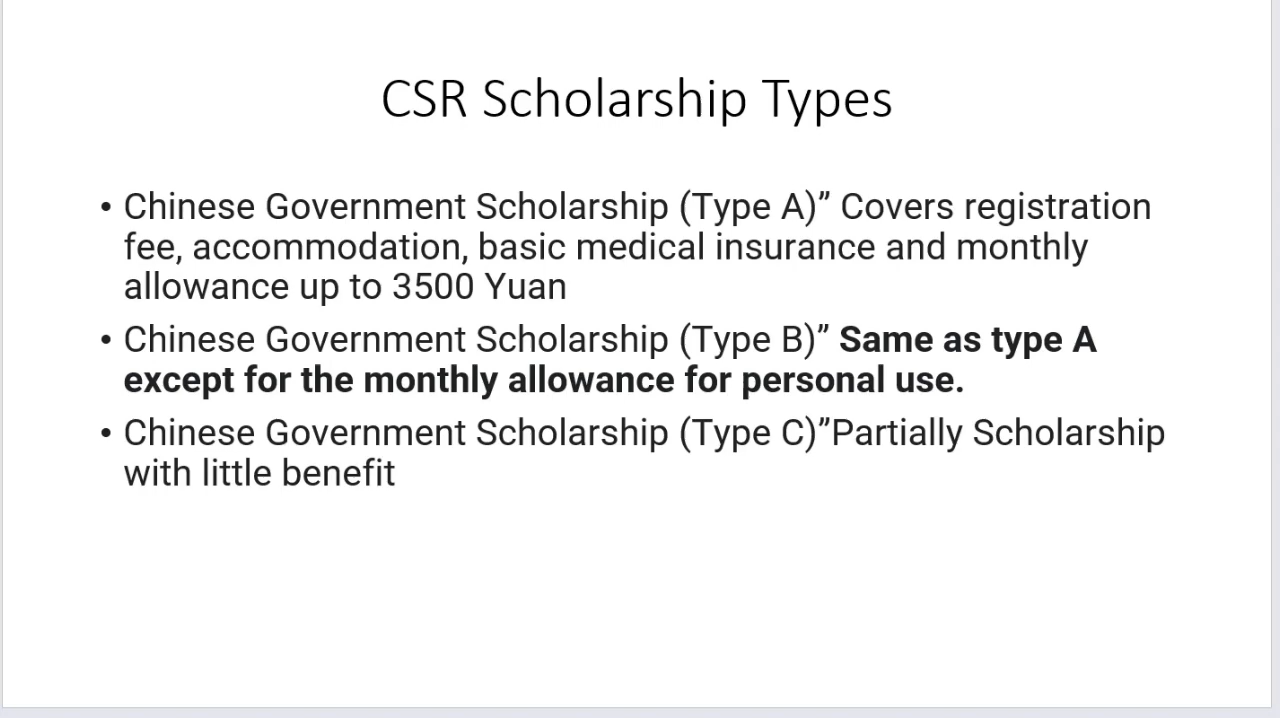 CSR Scholarship Types
• Chinese Government Scholarship (Type A)” Covers registration
fee, accommodation, basic medical insurance and monthly
allowance up to 3500 Yuan
• Chinese Government Scholarship (Type B)” Same as type A
except for the monthly allowance for personal use.
• Chinese Government Scholarship (Type C)”Partially Scholarship
with little benefit